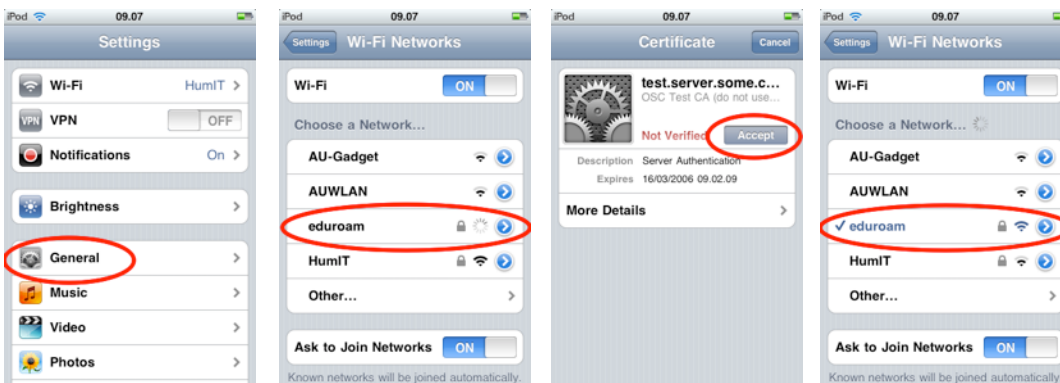 iPod 09.07
Settings
Wi-Fi HumIT
VPN VPN OFF
Notifications On
Brightness
General
Music
Video
Photos
iPod 09.07
Settings Wi-Fi Networks
Wi-Fi ON
Choose a Network...
AU-Gadget
AUWLAN
eduroam
HumIT
Other...
Ask to Join Networks ON
Known networks will be joined automatically.
iPod 09.07
Certificate Cancel
test.server.some.c...
OSC Test CA (do not use...
Not Verified Accept
Description Server Authentication
Expires 16/03/2006 09.02.09
More Details
iPod 09.07
Settings Wi-Fi Networks
Wi-Fi ON
Choose a Network...
AU-Gadget
AUWLAN
✓ eduroam
HumIT
Other...
Ask to Join Networks ON
Known networks will be joined automatically